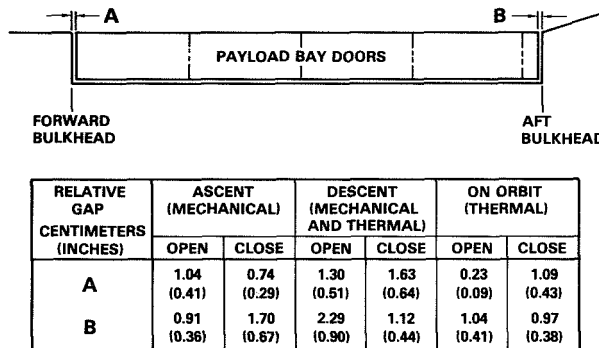 A B
PAYLOAD BAY DOORS
FORWARD AFT
BULKHEAD BULKHEAD
RELATIVE GAP CENTIMETERS (INCHES) ASCENT (MECHANICAL) DESCENT (MECHANICAL AND THERMAL) ON ORBIT (THERMAL)
OPEN CLOSE OPEN CLOSE OPEN CLOSE
A 1.04 0.74 1.30 1.63 0.23 1.09
(0.41) (0.29) (0.51) (0.64) (0.09) (0.43)
B 0.91 1.70 2.29 1.12 1.04 0.97
(0.36) (0.67) (0.90) (0.44) (0.41) (0.38)